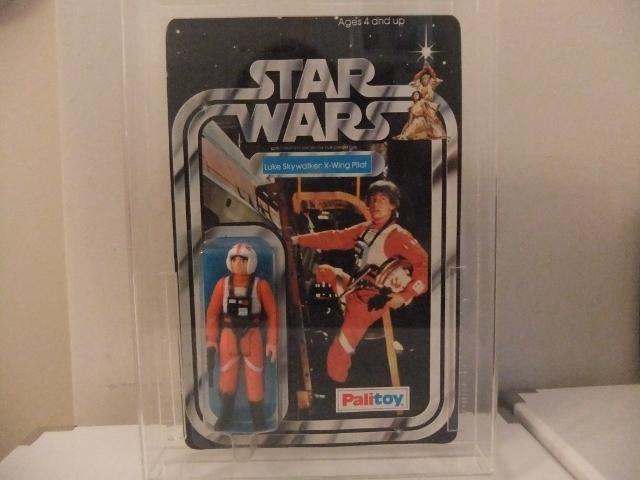 Ages 4 and up
STAR
WARS
Luke Skywalker: X-Wing Pilot
Palitoy